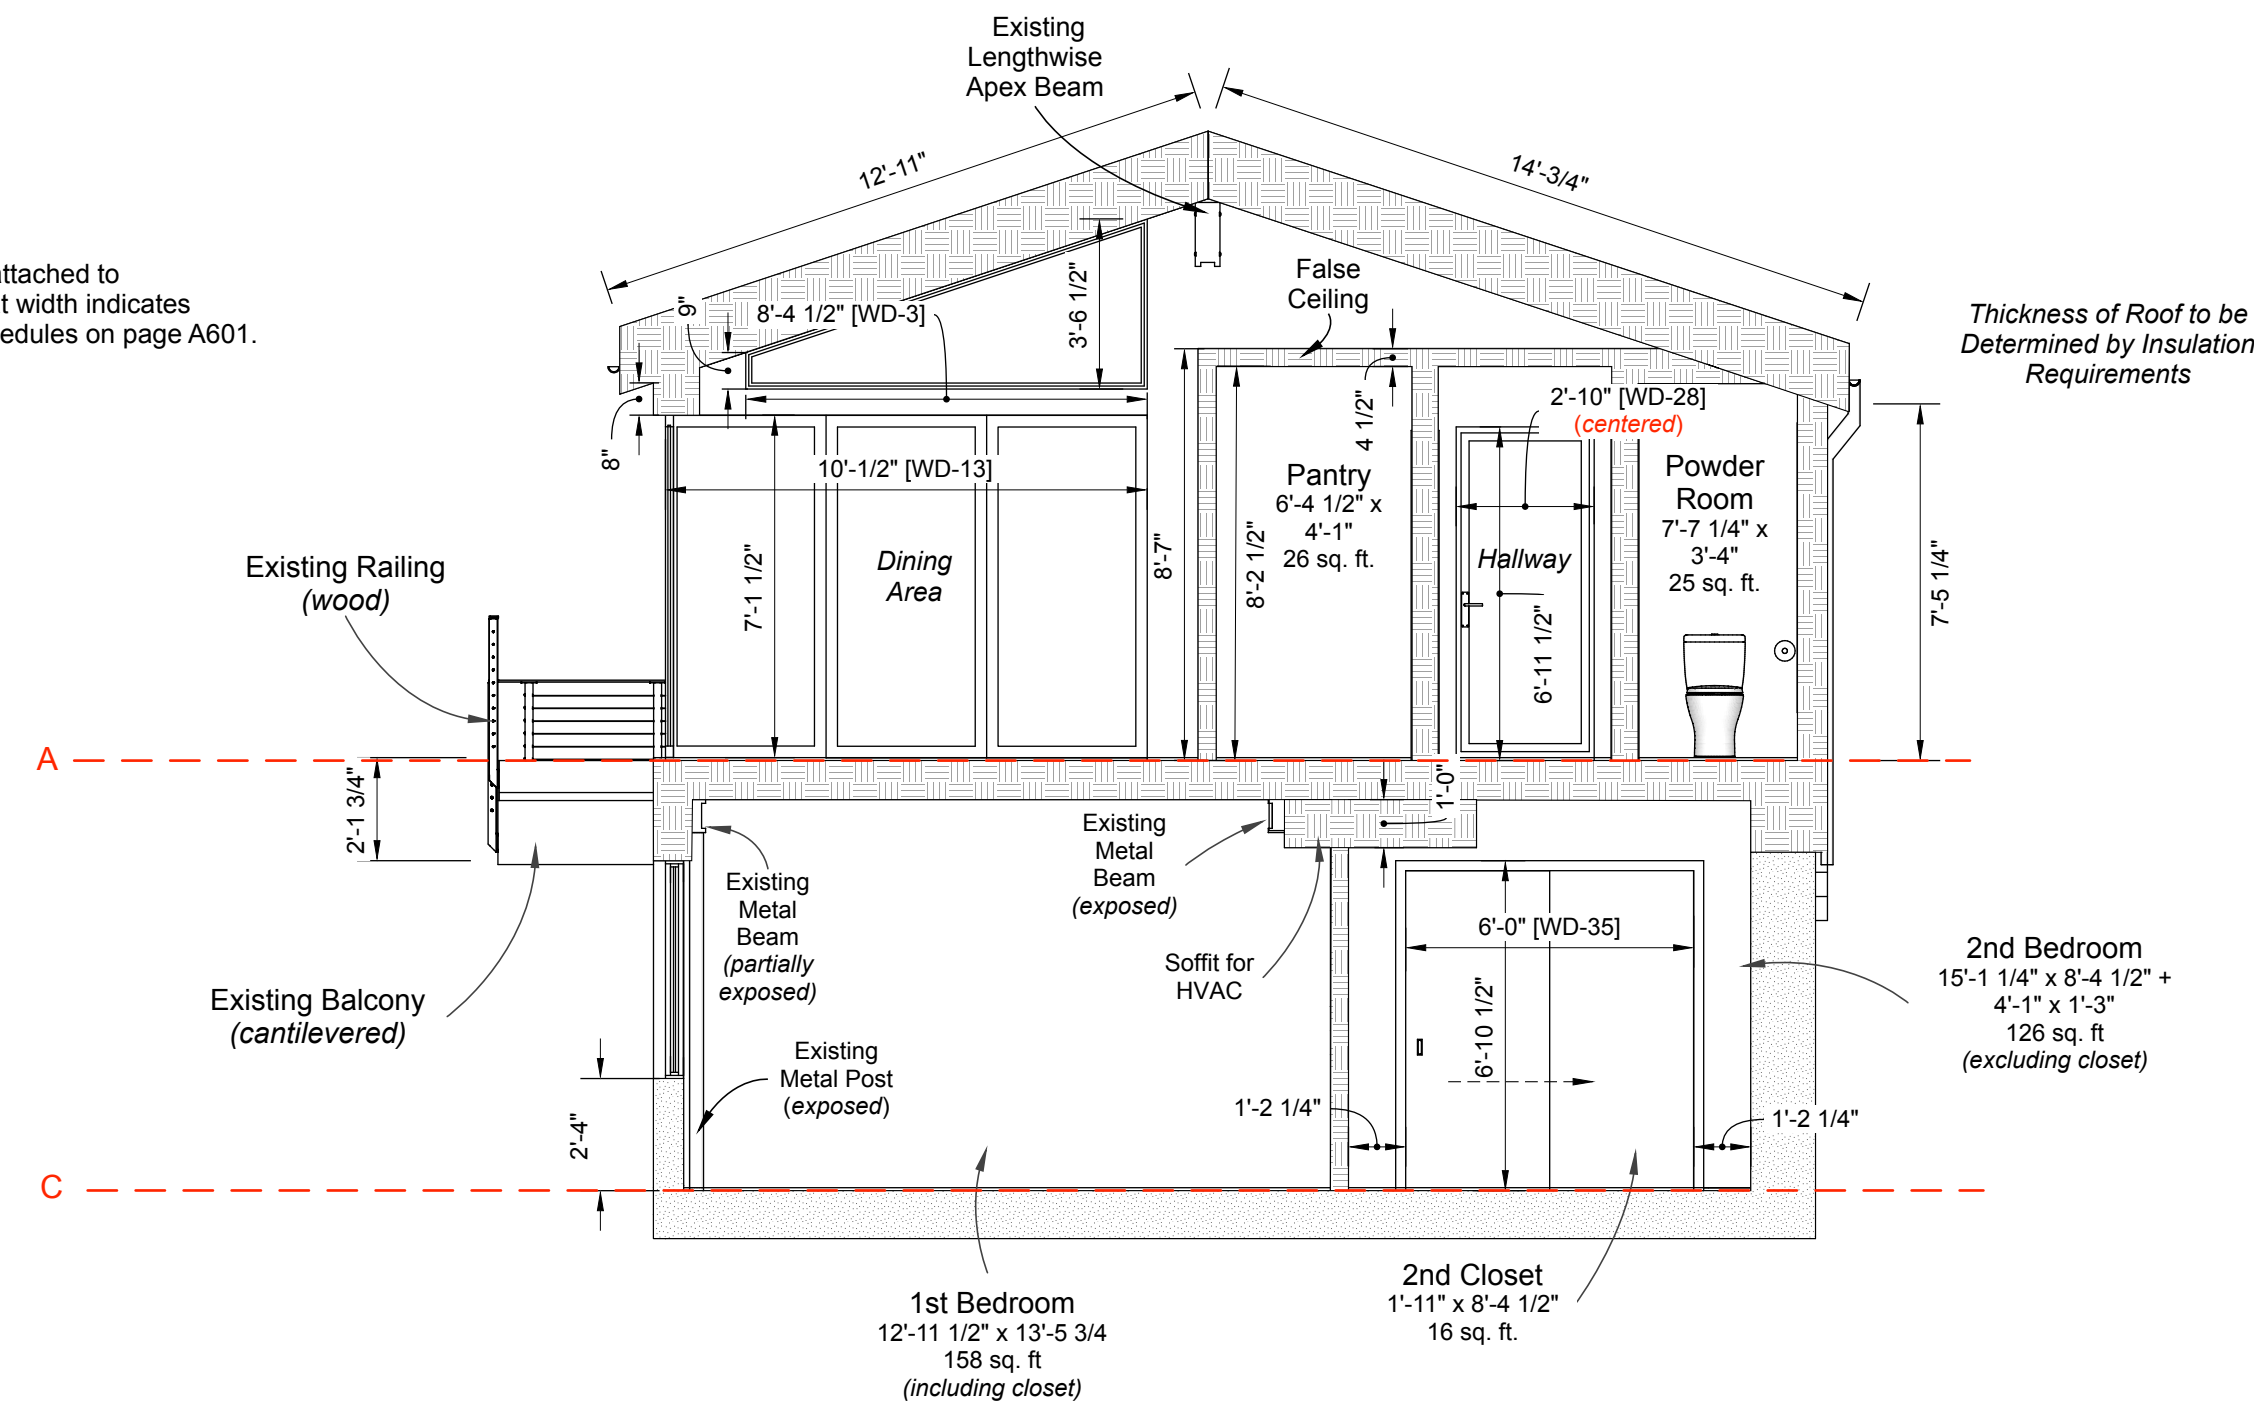 Existing
Lengthwise
Apex Beam
12'-11"
14'-3/4"
attached to
t width indicates
edules on page A601.
Thickness of Roof to be
Determined by Insulation
Requirements
False
Ceiling
9"
8'-4 1/2" [WD-3]
3'-6 1/2"
8"
4 1/2"
2'-10" [WD-28]
(centered)
10'-1/2" [WD-13]
7'-1 1/2"
Dining
Area
8'-7"
8'-2 1/2"
Pantry
6'-4 1/2" x
4'-1"
26 sq. ft.
Hallway
6'-11 1/2"
Powder
Room
7'-7 1/4" x
3'-4"
25 sq. ft.
7'-5 1/4"
Existing Railing
(wood)
A
2'-1 3/4"
1'-0"
Existing
Metal
Beam
(partially
exposed)
Existing
Metal
Beam
(exposed)
Soffit for
HVAC
6'-0" [WD-35]
6'-10 1/2"
2nd Bedroom
15'-1 1/4" x 8'-4 1/2" +
4'-1" x 1'-3"
126 sq. ft
(excluding closet)
Existing Balcony
(cantilevered)
Existing
Metal Post
(exposed)
2'-4"
1'-2 1/4"
1'-2 1/4"
C
1st Bedroom
12'-11 1/2" x 13'-5 3/4
158 sq. ft
(including closet)
2nd Closet
1'-11" x 8'-4 1/2"
16 sq. ft.